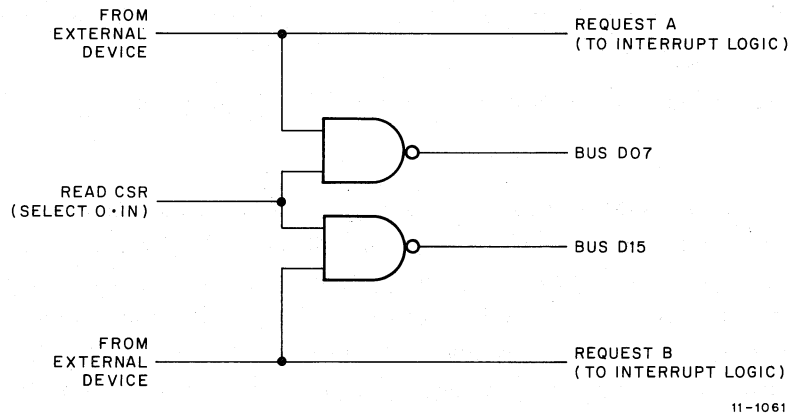 FROM
EXTERNAL
DEVICE
REQUEST A
(TO INTERRUPT LOGIC)
BUS D07
READ CSR
(SELECT 0·IN)
BUS D15
FROM
EXTERNAL
DEVICE
REQUEST B
(TO INTERRUPT LOGIC)
11-1061